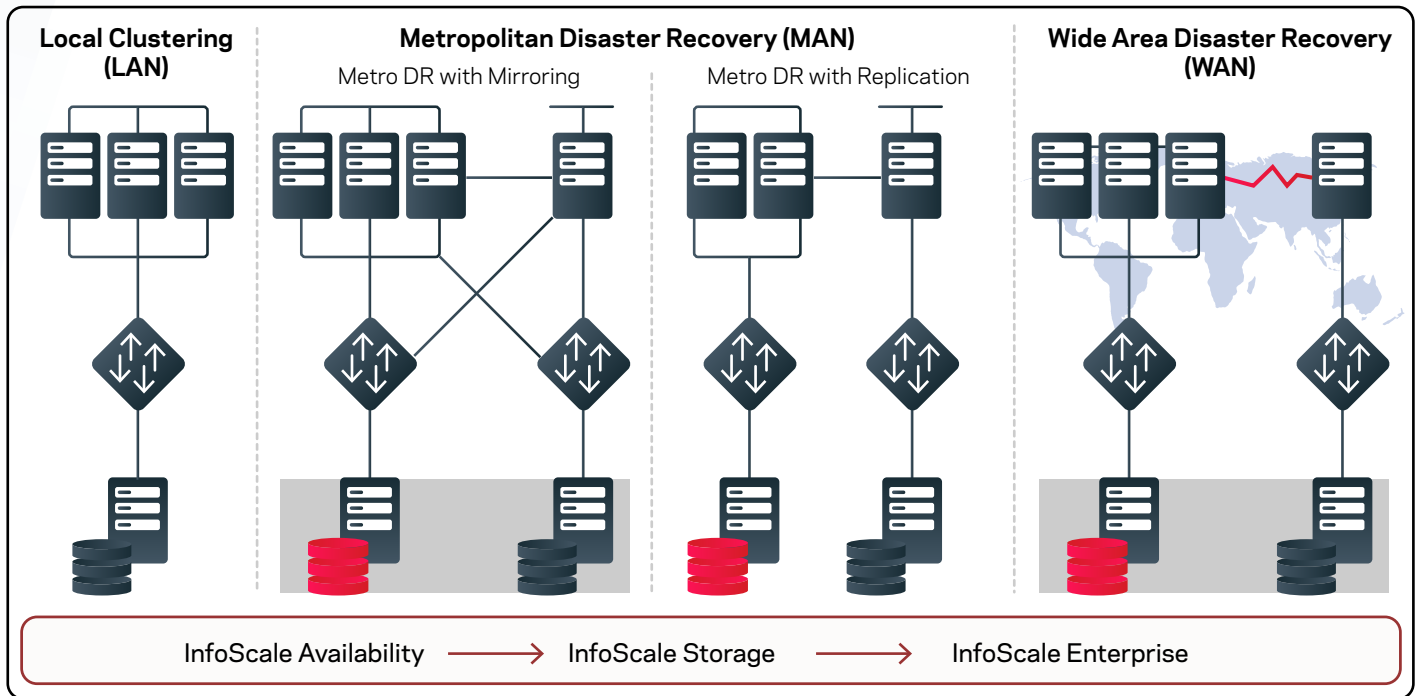 Local Clustering
(LAN)
Metropolitan Disaster Recovery (MAN)
Metro DR with Mirroring
Metro DR with Replication
Wide Area Disaster Recovery
(WAN)
InfoScale Availability
InfoScale Storage
InfoScale Enterprise